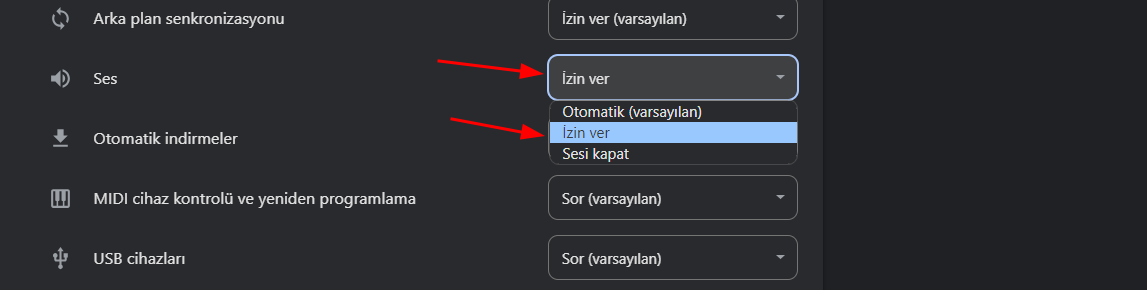 Arka plan senkronizasyonu
İzin ver (varsayılan)
Ses
İzin ver
Otomatik (varsayılan)
İzin ver
Sesi kapat
Otomatik indirmeler
MIDI cihaz kontrolü ve yeniden programlama
Sor (varsayılan)
USB cihazları
Sor (varsayılan)